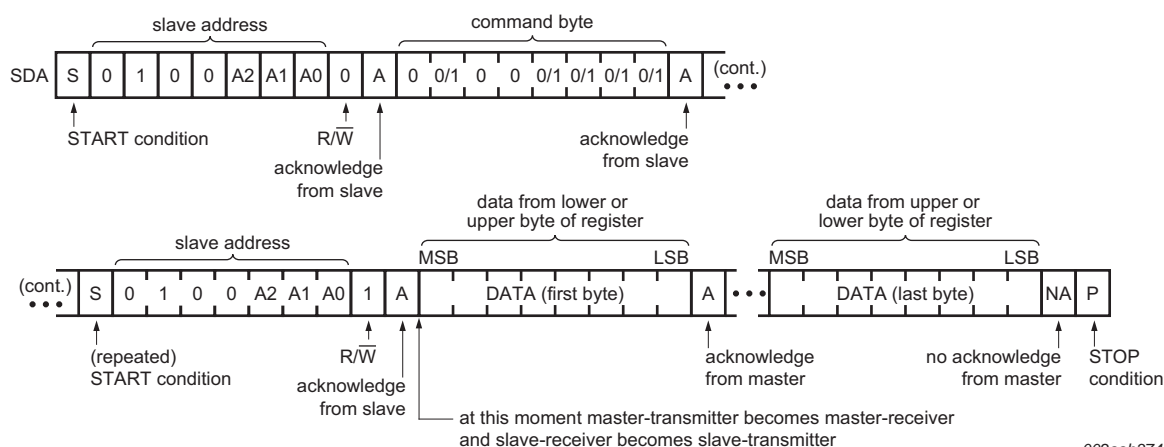 slave address
command byte
SDA S 0 1 0 0 A2 A1 A0 0 A 0 0/1 0 0 0/1 0/1 0/1 0/1 A (cont.)
START condition
R/W̅
acknowledge
from slave
acknowledge
from slave
data from lower or
upper byte of register
data from upper or
lower byte of register
slave address
MSB LSB MSB LSB
(cont.) S 0 1 0 0 A2 A1 A0 1 A DATA (first byte) A DATA (last byte) NA P
(repeated)
START condition
R/W̅
acknowledge
from slave
acknowledge
from master
no acknowledge
from master
STOP
condition
at this moment master-transmitter becomes master-receiver
and slave-receiver becomes slave-transmitter